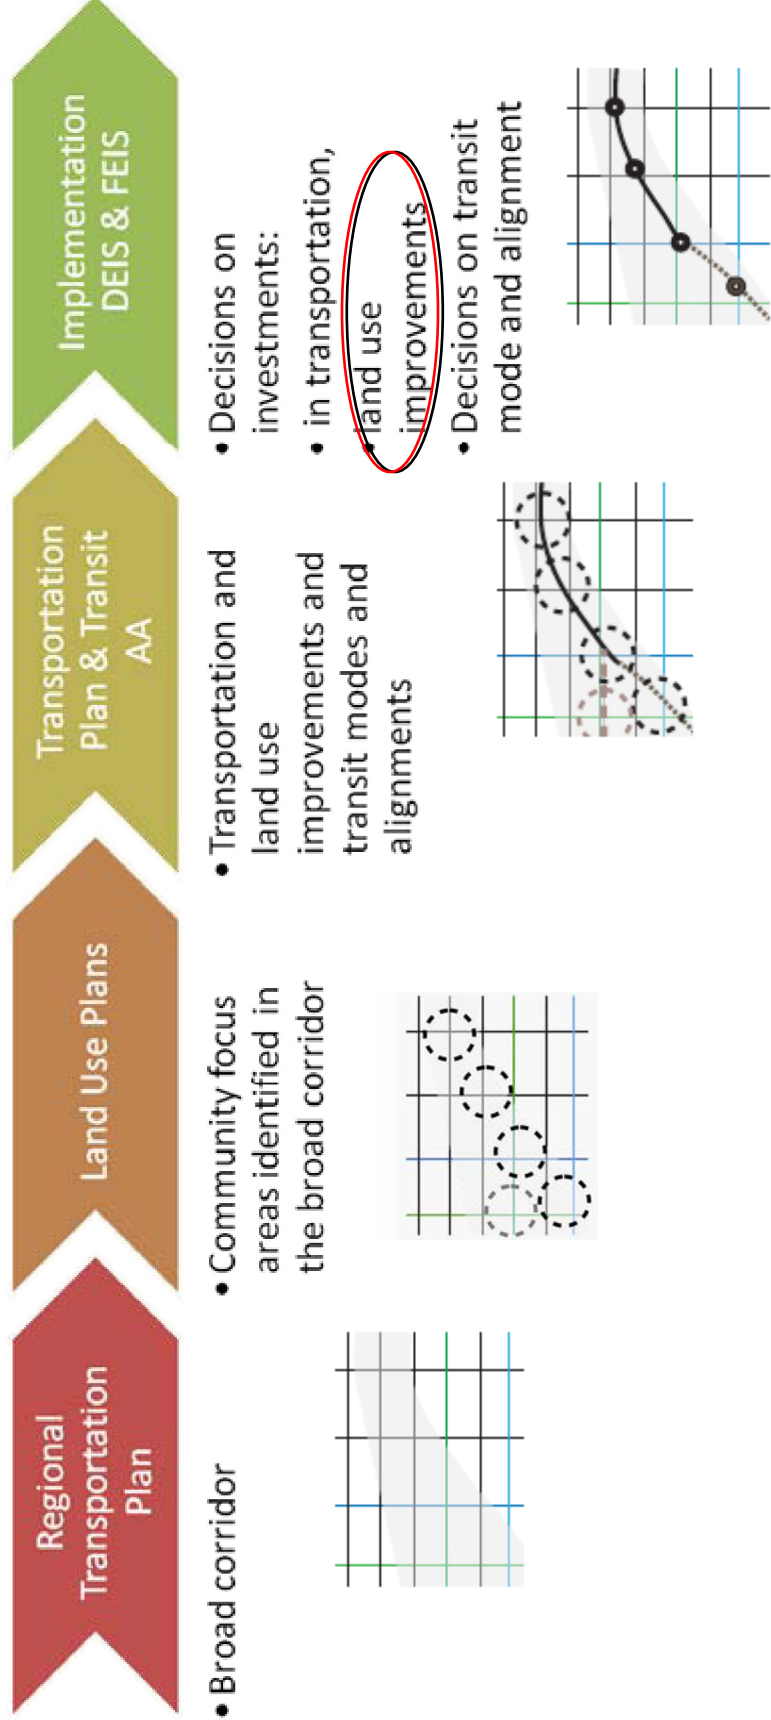 Regional
Transportation
Plan
• Broad corridor
Land Use Plans
• Community focus
areas identified in
the broad corridor
Transportation
Plan & Transit
AA
• Transportation and
land use
improvements and
transit modes and
alignments
Implementation
DEIS & FEIS
• Decisions on
investments:
• in transportation,
• land use
improvements
• Decisions on transit
mode and alignment